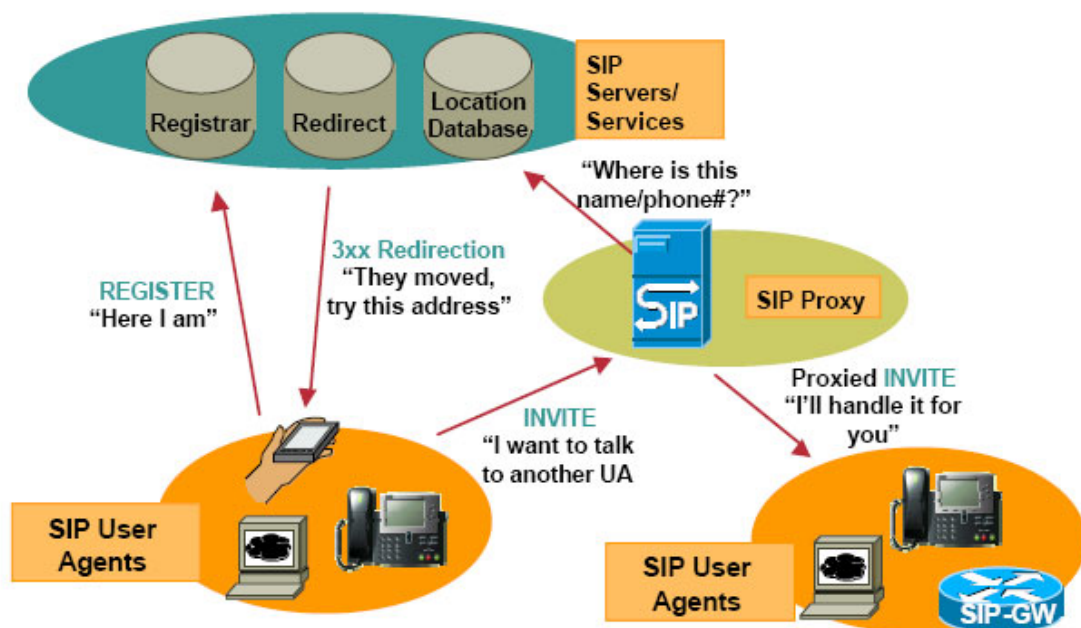 Registrar
Redirect
Location
Database
SIP
Servers/
Services
“Where is this
name/phone#?”
3xx Redirection
“They moved,
try this address”
REGISTER
“Here I am”
SIP
SIP Proxy
INVITE
“I want to talk
to another UA
Proxied INVITE
“I’ll handle it for
you”
SIP User
Agents
SIP User
Agents
SIP-GW